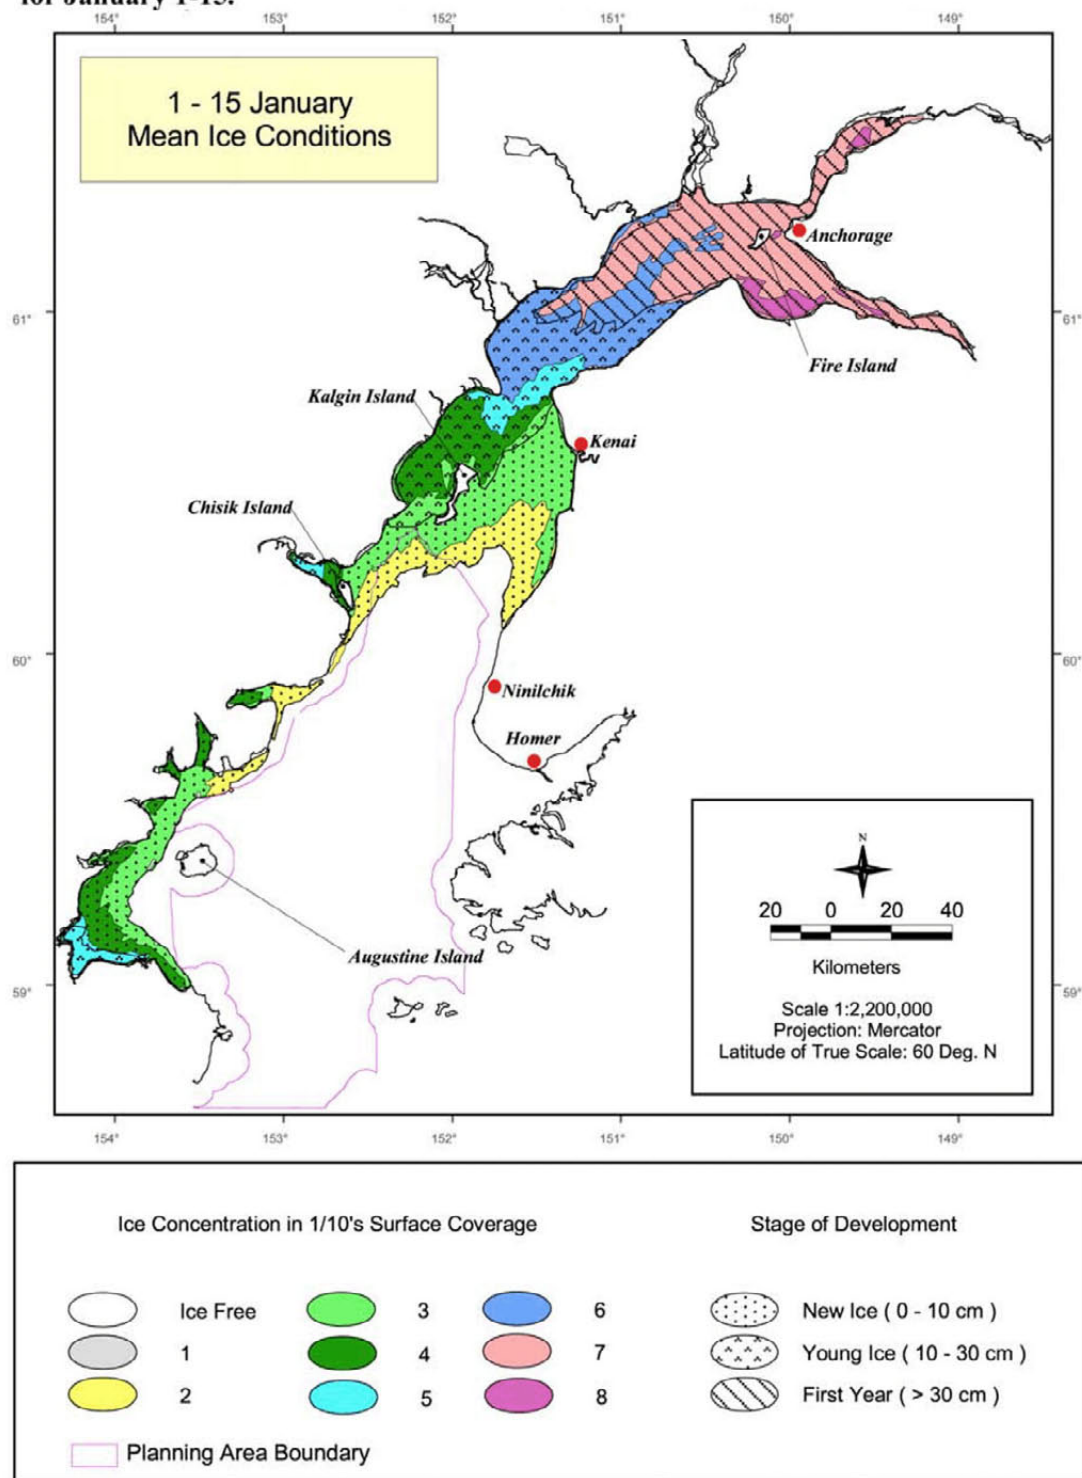 for January 1-15.
154° 153° 152° 151° 150° 149°
1 - 15 January
Mean Ice Conditions
Anchorage
61° 61°
Fire Island
Kalgin Island
Kenai
Chisik Island
60° 60°
Ninilchik
Homer
N
20 0 20 40
Kilometers
Augustine Island
59° 59°
Scale 1:2,200,000
Projection: Mercator
Latitude of True Scale: 60 Deg. N
154° 153° 152° 151° 150° 149°
Ice Concentration in 1/10's Surface Coverage
Ice Free
1
2
3
4
5
6
7
8
Planning Area Boundary
Stage of Development
New Ice ( 0 - 10 cm )
Young Ice ( 10 - 30 cm )
First Year ( > 30 cm )